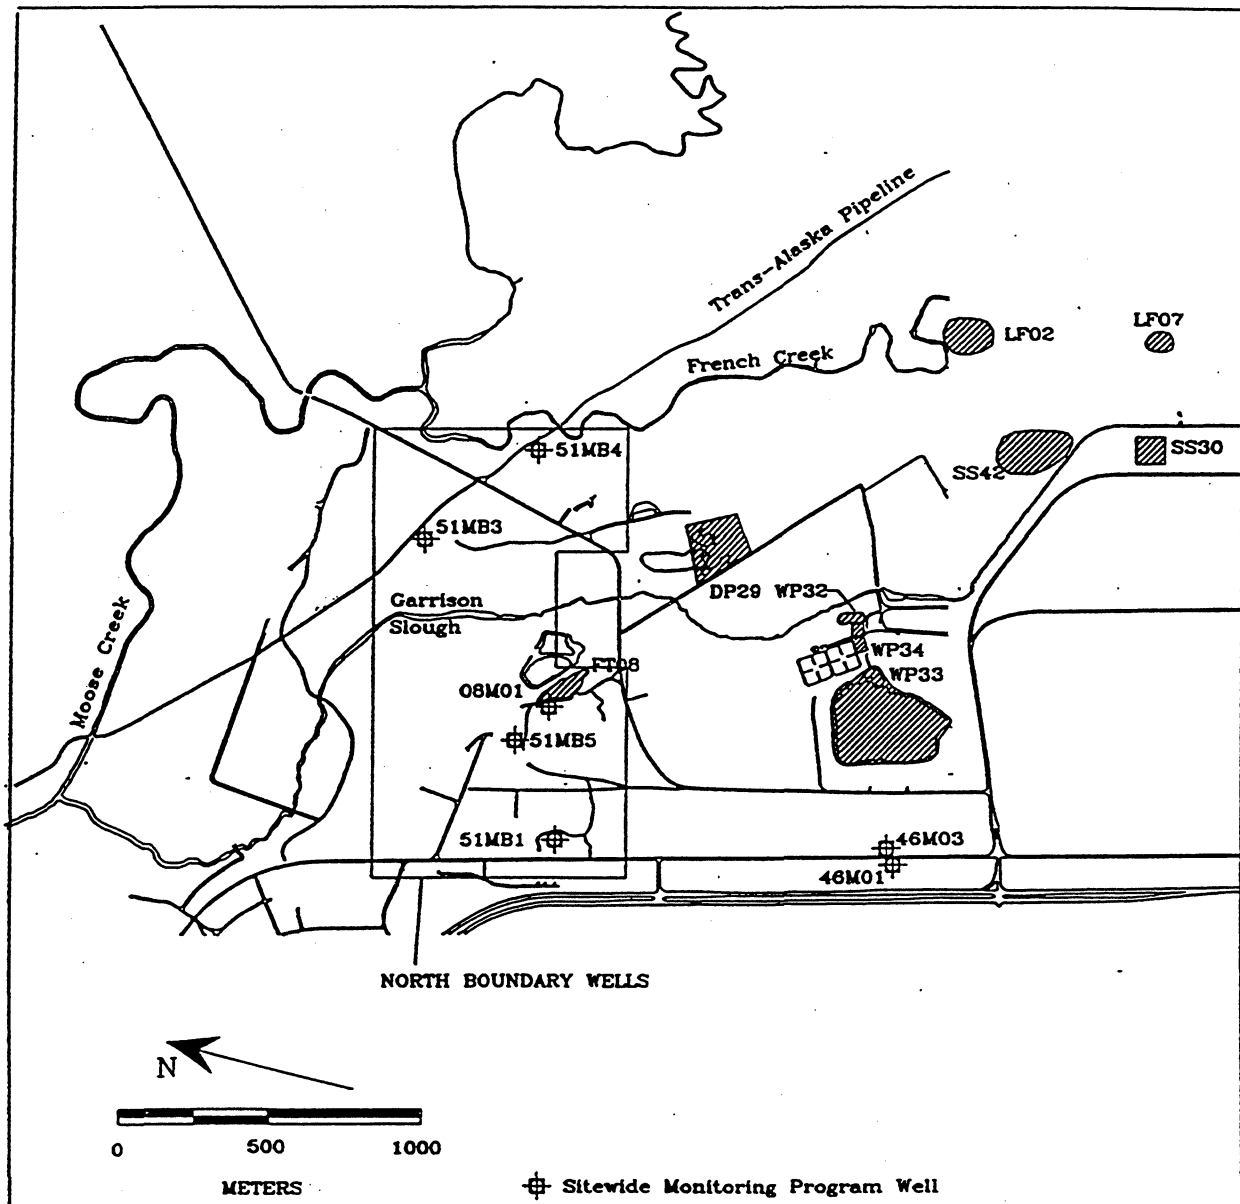 Trans-Alaska Pipeline
LF02
LF07
French Creek
51MB4
SS42
SS30
51MB3
DP29 WP32
Garrison
Slough
Moose Creek
FT08
WP34
WP33
08M01
51MB5
51MB1
46M03
46M01
NORTH BOUNDARY WELLS
N
0 500 1000
METERS
Sitewide Monitoring Program Well